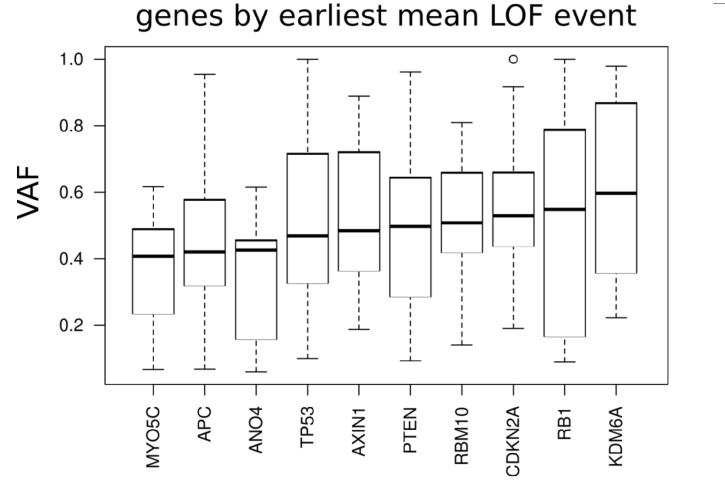 genes by earliest mean LOF event
VAF
1.0
0.8
0.6
0.4
0.2
MYO5C
APC
ANO4
TP53
AXIN1
PTEN
RBM10
CDKN2A
RB1
KDM6A